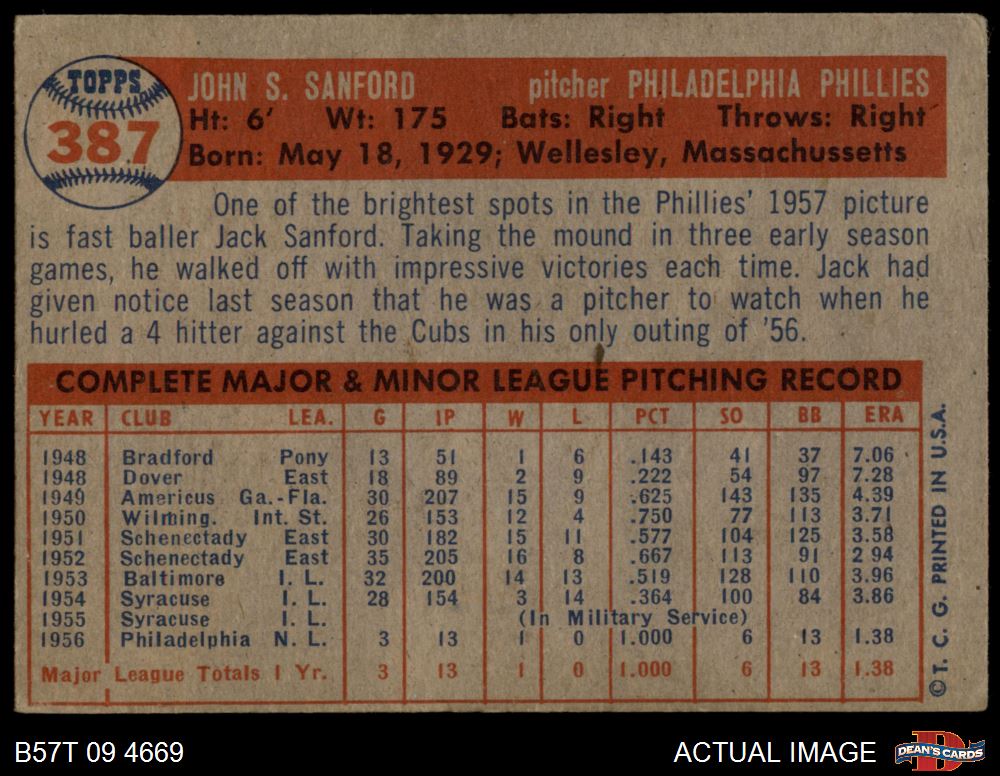 TOPPS
387
JOHN S. SANFORD pitcher PHILADELPHIA PHILLIES
Ht: 6' Wt: 175 Bats: Right Throws: Right
Born: May 18, 1929; Wellesley, Massachussetts
One of the brightest spots in the Phillies' 1957 picture
is fast baller Jack Sanford. Taking the mound in three early season
games, he walked off with impressive victories each time. Jack had
given notice last season that he was a pitcher to watch when he
hurled a 4 hitter against the Cubs in his only outing of '56.
COMPLETE MAJOR & MINOR LEAGUE PITCHING RECORD
YEAR CLUB LEA. G IP W L PCT SO BB ERA
1948 Bradford Pony 13 51 1 6 .143 41 37 7.06
1948 Dover East 18 89 2 9 .222 54 97 7.28
1949 Americus Ga.-Fla. 30 207 15 9 .625 143 135 4.39
1950 Wilming. Int. St. 26 153 12 4 .750 77 113 3.71
1951 Schenectady East 30 182 15 11 .577 104 125 3.58
1952 Schenectady East 35 205 16 8 .667 113 91 2 94
1953 Baltimore I. L. 32 200 14 13 .519 128 110 3.96
1954 Syracuse I. L. 28 154 3 14 .364 100 84 3.86
1955 Syracuse I. L. (In Military Service)
1956 Philadelphia N. L. 3 13 1 0 1.000 6 13 1.38
Major League Totals 1 Yr. 3 13 1 0 1.000 6 13 1.38
©T. C. G. PRINTED IN U.S.A.
B57T 09 4669 ACTUAL IMAGE DEAN'S CARDS